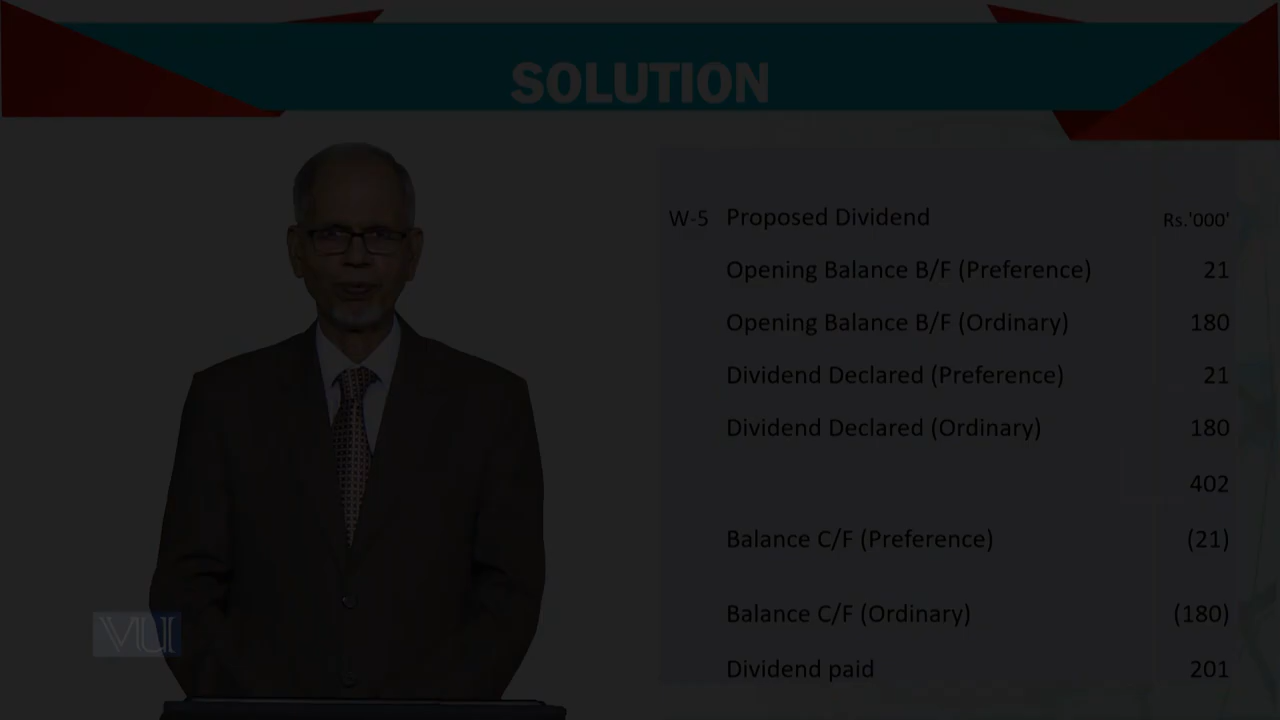 SOLUTION
W-5 Proposed Dividend Rs.'000'
Opening Balance B/F (Preference) 21
Opening Balance B/F (Ordinary) 180
Dividend Declared (Preference) 21
Dividend Declared (Ordinary) 180
402
Balance C/F (Preference) (21)
Balance C/F (Ordinary) (180)
Dividend paid 201
VU